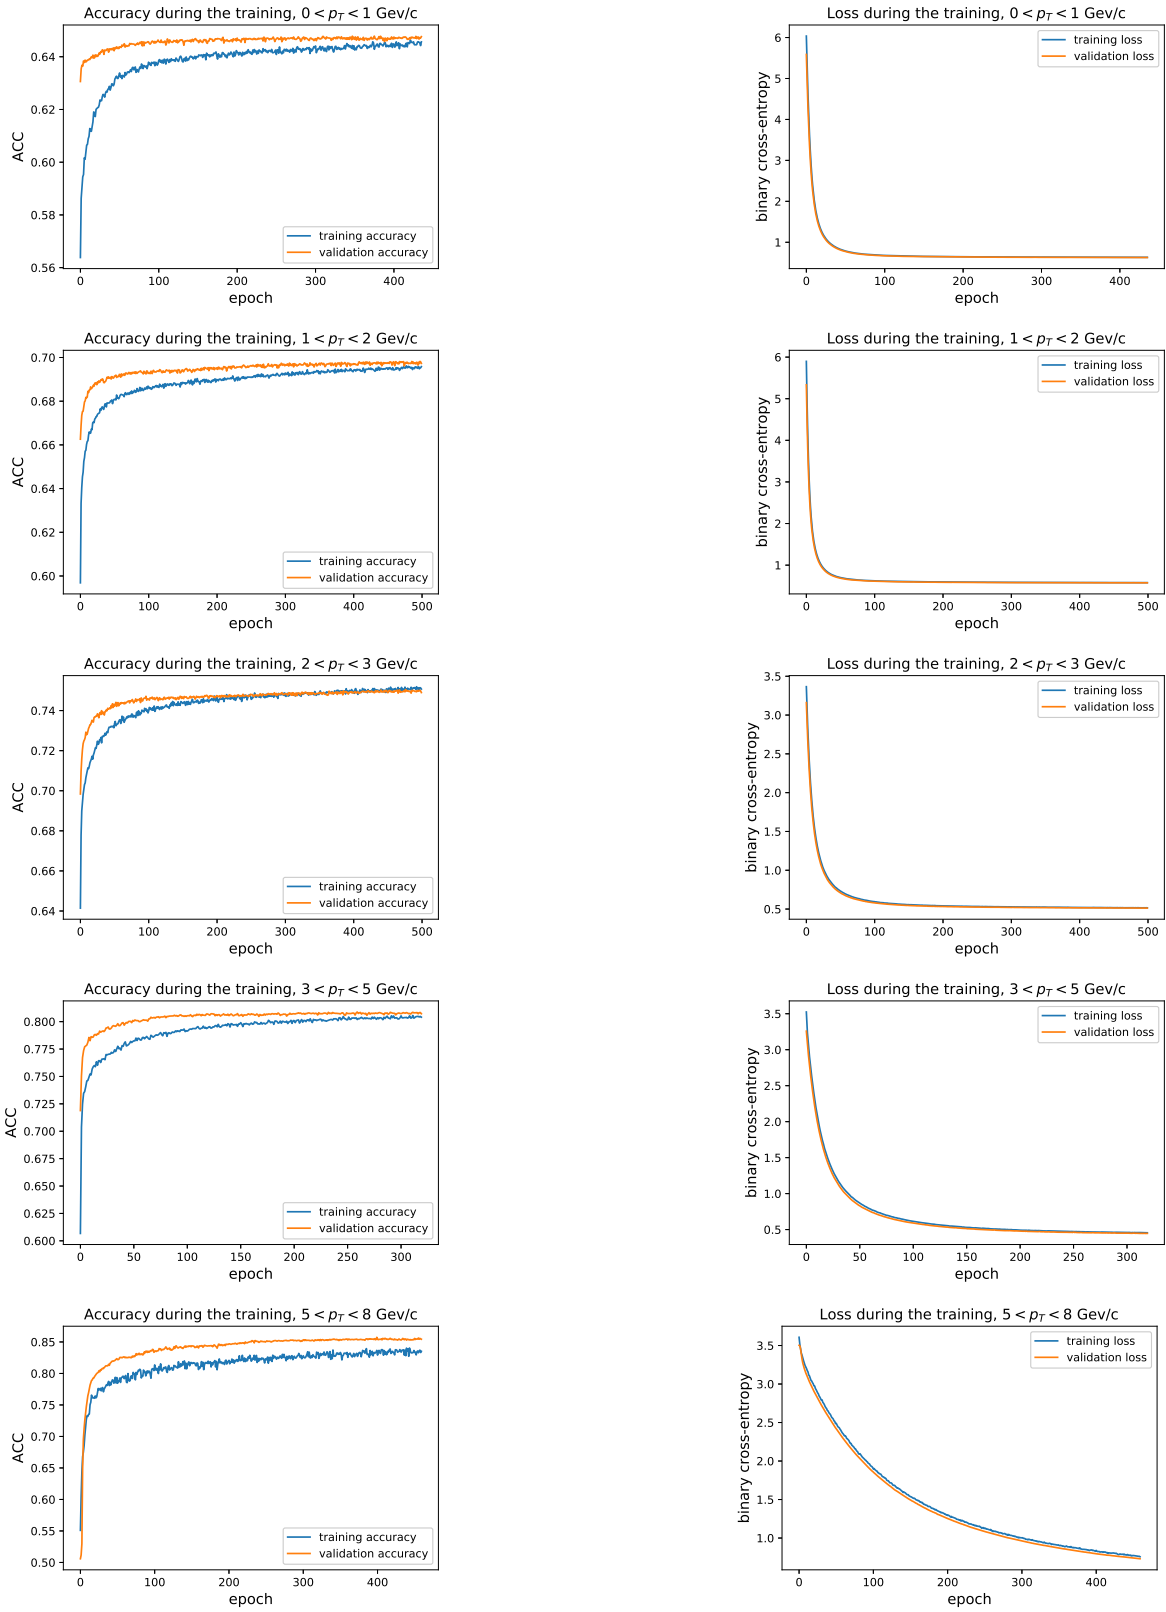 Accuracy during the training, 0 < p_T < 1 Gev/c
ACC
0.64
0.62
0.60
0.58
0.56
training accuracy
validation accuracy
0 100 200 300 400
epoch
Loss during the training, 0 < p_T < 1 Gev/c
binary cross-entropy
6
5
4
3
2
1
training loss
validation loss
0 100 200 300 400
epoch
Accuracy during the training, 1 < p_T < 2 Gev/c
ACC
0.70
0.68
0.66
0.64
0.62
0.60
training accuracy
validation accuracy
0 100 200 300 400 500
epoch
Loss during the training, 1 < p_T < 2 Gev/c
binary cross-entropy
6
5
4
3
2
1
training loss
validation loss
0 100 200 300 400 500
epoch
Accuracy during the training, 2 < p_T < 3 Gev/c
ACC
0.74
0.72
0.70
0.68
0.66
0.64
training accuracy
validation accuracy
0 100 200 300 400 500
epoch
Loss during the training, 2 < p_T < 3 Gev/c
binary cross-entropy
3.5
3.0
2.5
2.0
1.5
1.0
0.5
training loss
validation loss
0 100 200 300 400 500
epoch
Accuracy during the training, 3 < p_T < 5 Gev/c
ACC
0.800
0.775
0.750
0.725
0.700
0.675
0.650
0.625
0.600
training accuracy
validation accuracy
0 50 100 150 200 250 300
epoch
Loss during the training, 3 < p_T < 5 Gev/c
binary cross-entropy
3.5
3.0
2.5
2.0
1.5
1.0
0.5
training loss
validation loss
0 50 100 150 200 250 300
epoch
Accuracy during the training, 5 < p_T < 8 Gev/c
ACC
0.85
0.80
0.75
0.70
0.65
0.60
0.55
0.50
training accuracy
validation accuracy
0 100 200 300 400
epoch
Loss during the training, 5 < p_T < 8 Gev/c
binary cross-entropy
3.5
3.0
2.5
2.0
1.5
1.0
training loss
validation loss
0 100 200 300 400
epoch